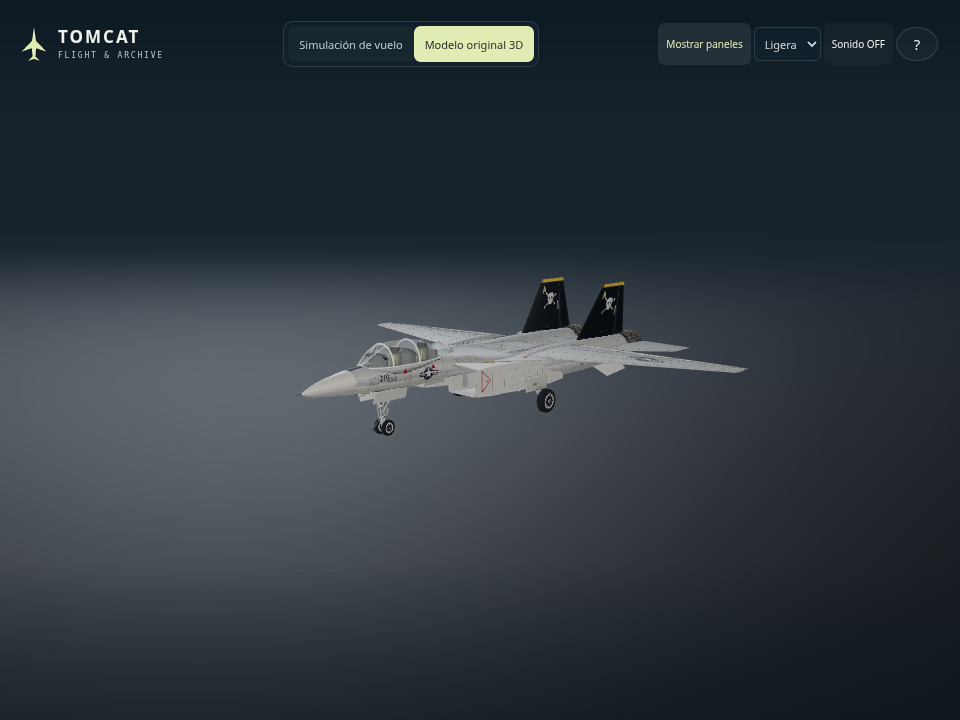 TOMCAT
FLIGHT & ARCHIVE
Simulación de vuelo
Modelo original 3D
Mostrar paneles
Ligera
Sonido OFF
?